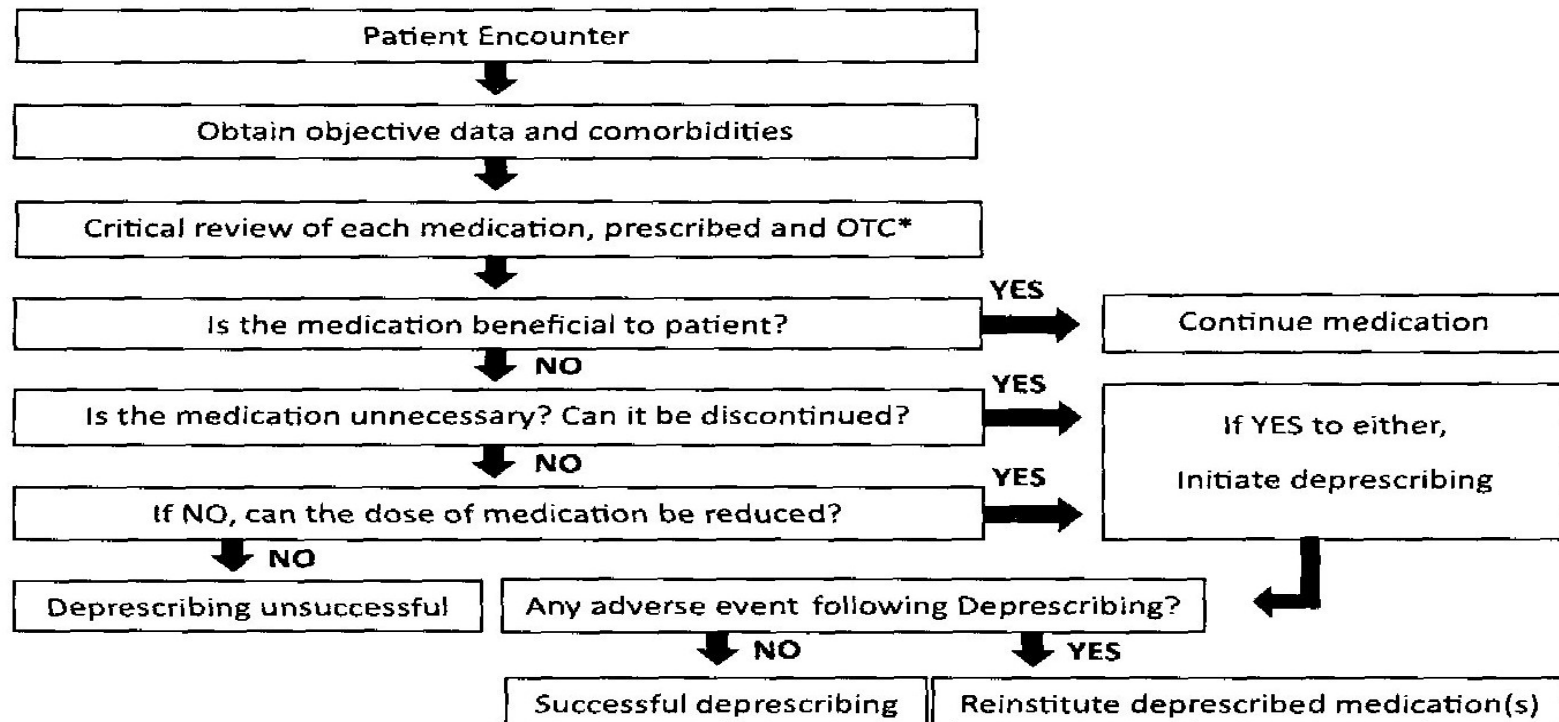 Patient Encounter
Obtain objective data and comorbidities
Critical review of each medication, prescribed and OTC*
Is the medication beneficial to patient?
YES
Continue medication
NO
Is the medication unnecessary? Can it be discontinued?
YES
If YES to either,
Initiate deprescribing
NO
If NO, can the dose of medication be reduced?
YES
NO
Deprescribing unsuccessful
Any adverse event following Deprescribing?
NO
YES
Successful deprescribing
Reinstitute deprescribed medication(s)